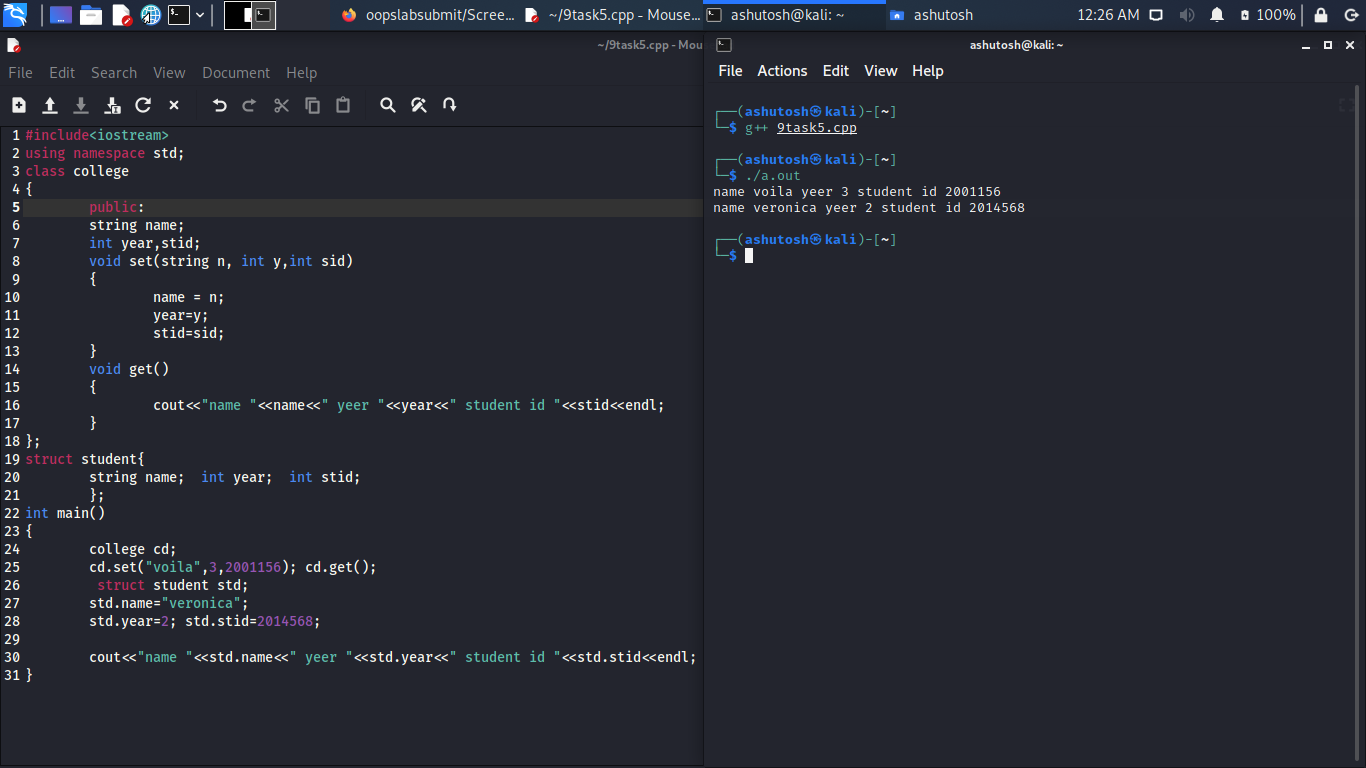 oopslabsubmit/Scree... ~/9task5.cpp - Mouse... ashutosh@kali: ~ ashutosh 12:26 AM 100%
~/9task5.cpp - Mou
File Edit Search View Document Help
1 #include<iostream>
2 using namespace std;
3 class college
4 {
5 public:
6 string name;
7 int year,stid;
8 void set(string n, int y,int sid)
9 {
10 name = n;
11 year=y;
12 stid=sid;
13 }
14 void get()
15 {
16 cout<<"name "<<name<<" yeer "<<year<<" student id "<<stid<<endl;
17 }
18 };
19 struct student{
20 string name;  int year;  int stid;
21 };
22 int main()
23 {
24 college cd;
25 cd.set("voila",3,2001156); cd.get();
26 struct student std;
27 std.name="veronica";
28 std.year=2; std.stid=2014568;
29
30 cout<<"name "<<std.name<<" yeer "<<std.year<<" student id "<<std.stid<<endl;
31 }
ashutosh@kali: ~
File Actions Edit View Help
┌──(ashutosh㉿kali)-[~]
└─$ g++ 9task5.cpp
┌──(ashutosh㉿kali)-[~]
└─$ ./a.out
name voila yeer 3 student id 2001156
name veronica yeer 2 student id 2014568
┌──(ashutosh㉿kali)-[~]
└─$